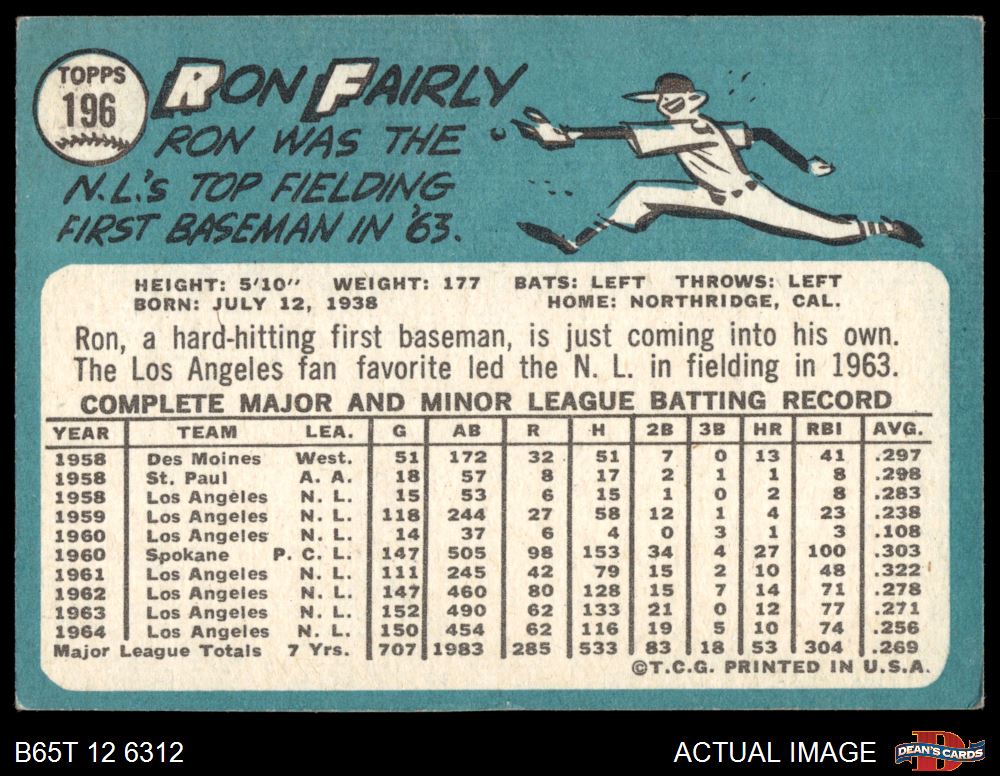 TOPPS
196
RON FAIRLY
RON WAS THE
N.L.'S TOP FIELDING
FIRST BASEMAN IN '63.
HEIGHT: 5'10" WEIGHT: 177 BATS: LEFT THROWS: LEFT
BORN: JULY 12, 1938 HOME: NORTHRIDGE, CAL.
Ron, a hard-hitting first baseman, is just coming into his own.
The Los Angeles fan favorite led the N. L. in fielding in 1963.
COMPLETE MAJOR AND MINOR LEAGUE BATTING RECORD
YEAR TEAM LEA. G AB R H 2B 3B HR RBI AVG.
1958 Des Moines West. 51 172 32 51 7 0 13 41 .297
1958 St. Paul A. A. 18 57 8 17 2 1 1 8 .298
1958 Los Angeles N. L. 15 53 6 15 1 0 2 8 .283
1959 Los Angeles N. L. 118 244 27 58 12 1 4 23 .238
1960 Los Angeles N. L. 14 37 6 4 0 3 1 3 .108
1960 Spokane P. C. L. 147 505 98 153 34 4 27 100 .303
1961 Los Angeles N. L. 111 245 42 79 15 2 10 48 .322
1962 Los Angeles N. L. 147 460 80 128 15 7 14 71 .278
1963 Los Angeles N. L. 152 490 62 133 21 0 12 77 .271
1964 Los Angeles N. L. 150 454 62 116 19 5 10 74 .256
Major League Totals 7 Yrs. 707 1983 285 533 83 18 53 304 .269
©T.C.G. PRINTED IN U.S.A.
B65T 12 6312 ACTUAL IMAGE DEAN'S CARDS